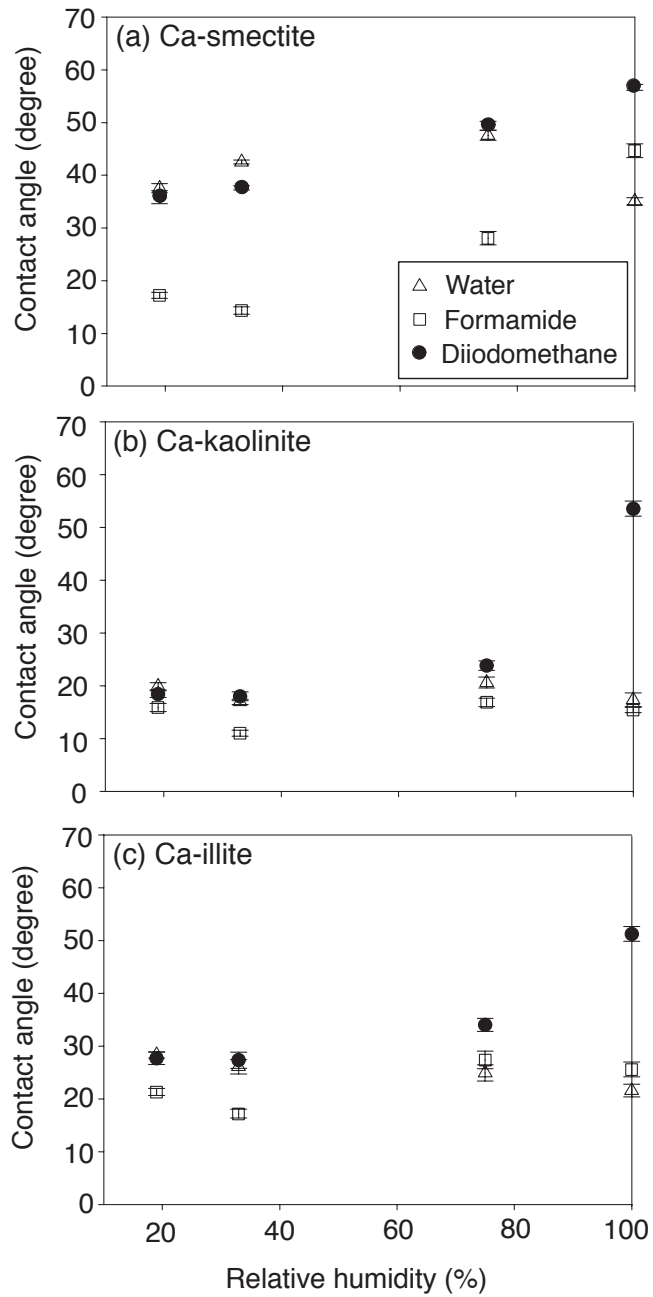 70
(a) Ca-smectite
60
50
40
30
20
10
0
Contact angle (degree)
Water
Formamide
Diiodomethane
70
(b) Ca-kaolinite
60
50
40
30
20
10
0
Contact angle (degree)
70
(c) Ca-illite
60
50
40
30
20
10
0
Contact angle (degree)
20 40 60 80 100
Relative humidity (%)